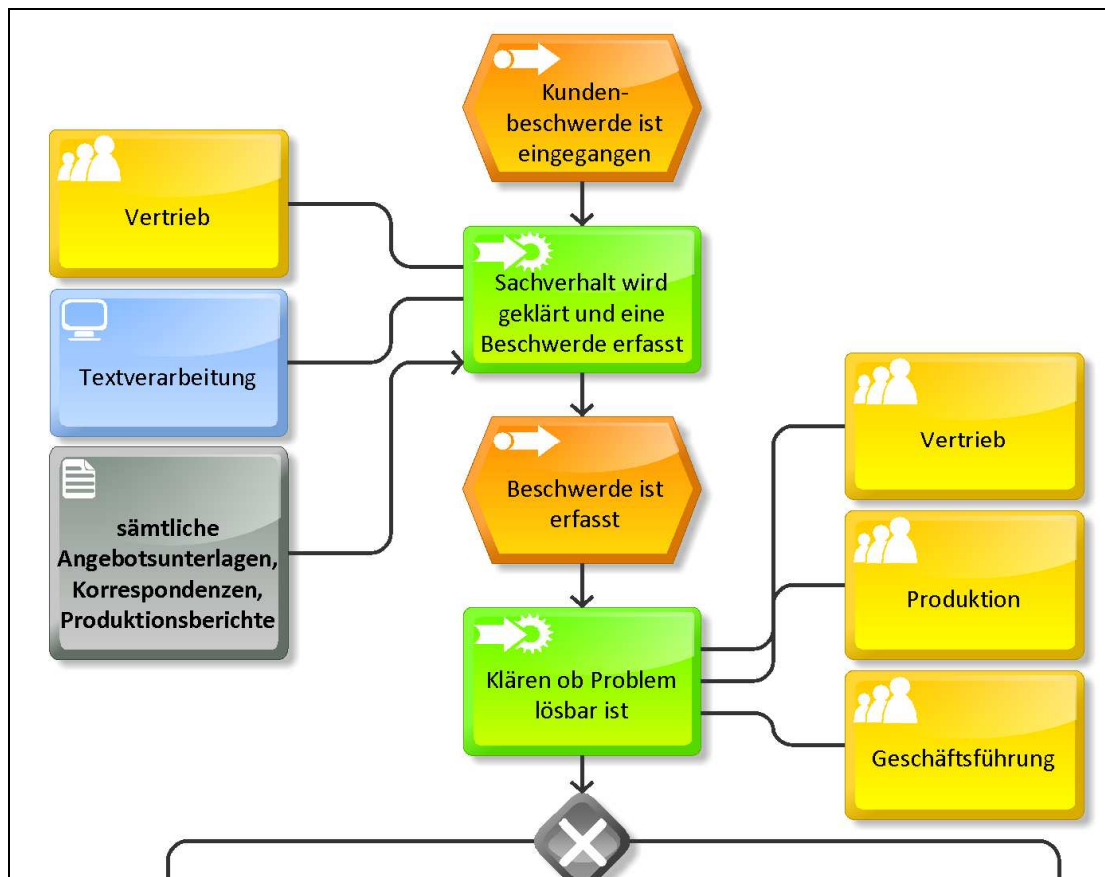 Kunden-
beschwerde ist
eingegangen
Vertrieb
Sachverhalt wird
geklärt und eine
Beschwerde erfasst
Textverarbeitung
sämtliche
Angebotsunterlagen,
Korrespondenzen,
Produktionsberichte
Beschwerde ist
erfasst
Vertrieb
Produktion
Klären ob Problem
lösbar ist
Geschäftsführung